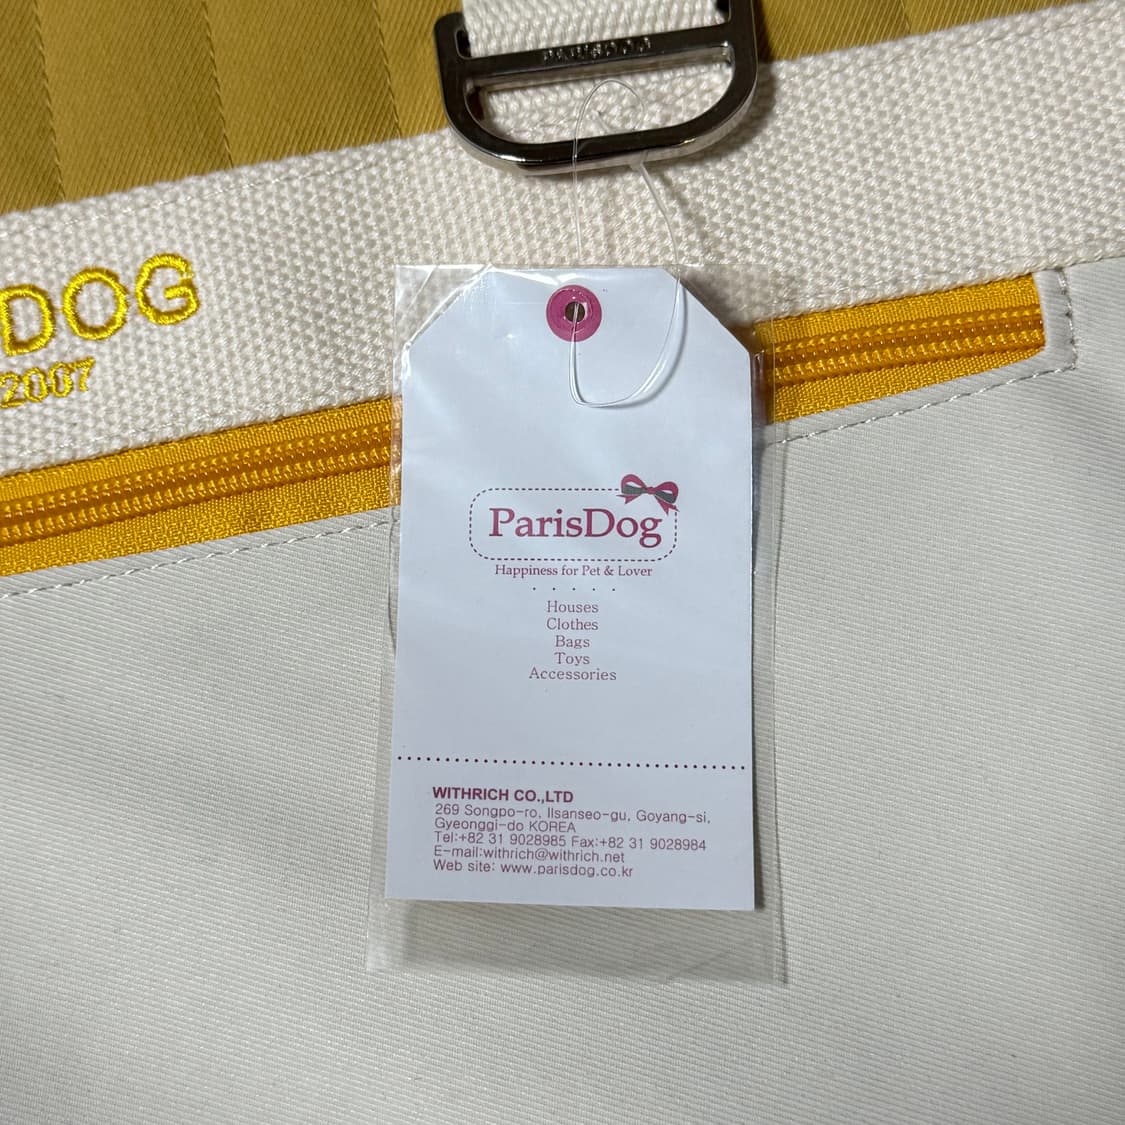 PARISDOG
DOG
2007
ParisDog
Happiness for Pet & Lover
Houses
Clothes
Bags
Toys
Accessories
WITHRICH CO.,LTD
269 Songpo-ro, Ilsanseo-gu, Goyang-si,
Gyeonggi-do KOREA
Tel:+82 31 9028985 Fax:+82 31 9028984
E-mail:withrich@withrich.net
Web site: www.parisdog.co.kr